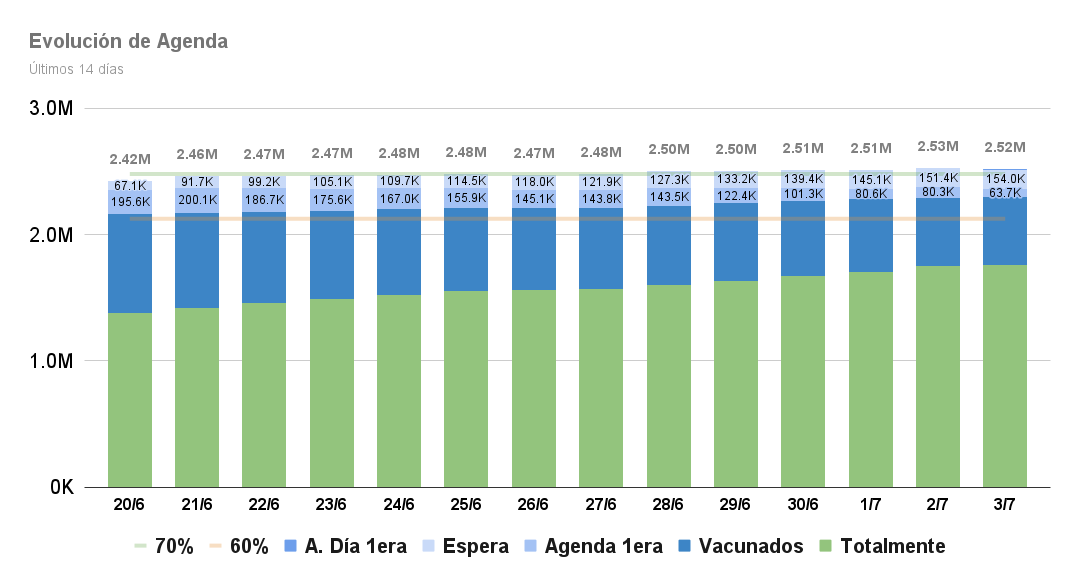 Evolución de Agenda
Últimos 14 días
3.0M
2.42M 2.46M 2.47M 2.47M 2.48M 2.48M 2.47M 2.48M 2.50M 2.50M 2.51M 2.51M 2.53M 2.52M
67.1K 91.7K 99.2K 105.1K 109.7K 114.5K 118.0K 121.9K 127.3K 133.2K 139.4K 145.1K 151.4K 154.0K
195.6K 200.1K 186.7K 175.6K 167.0K 155.9K 145.1K 143.8K 143.5K 122.4K 101.3K 80.6K 80.3K 63.7K
2.0M
1.0M
0K
20/6 21/6 22/6 23/6 24/6 25/6 26/6 27/6 28/6 29/6 30/6 1/7 2/7 3/7
70% 60% A. Día 1era Espera Agenda 1era Vacunados Totalmente